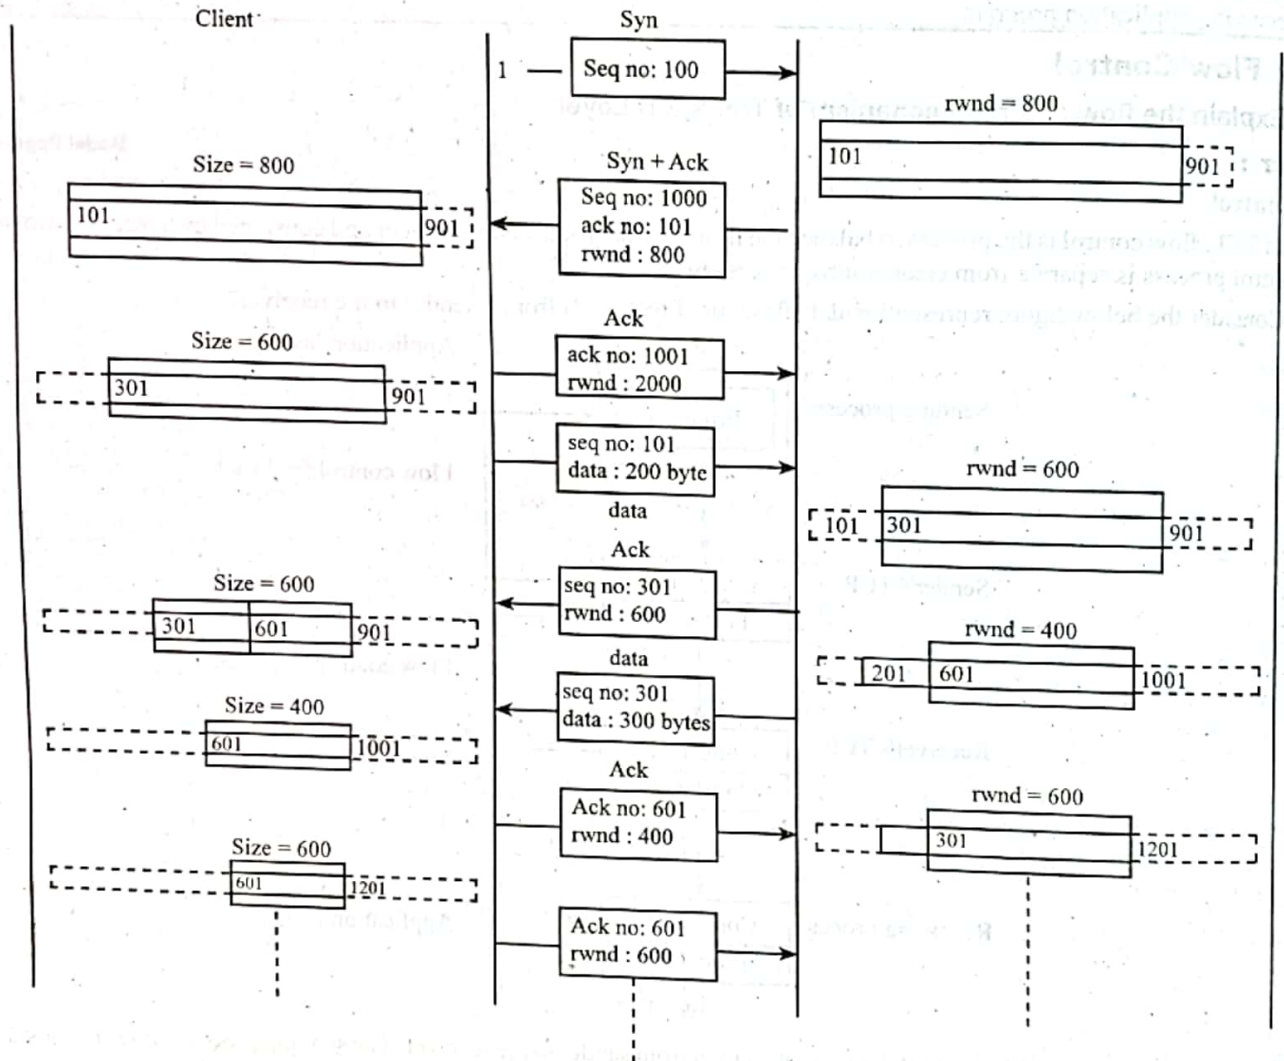 Client
Syn
1
Seq no: 100
rwnd = 800
101
901
Size = 800
101
901
Syn + Ack
Seq no: 1000
ack no: 101
rwnd : 800
Size = 600
301
901
Ack
ack no: 1001
rwnd : 2000
seq no: 101
data : 200 byte
data
rwnd = 600
101
301
901
Ack
seq no: 301
rwnd : 600
Size = 600
301
601
901
rwnd = 400
201
601
1001
data
seq no: 301
data : 300 bytes
Size = 400
601
1001
Ack
Ack no: 601
rwnd : 400
rwnd = 600
301
1201
Size = 600
601
1201
Ack no: 601
rwnd : 600